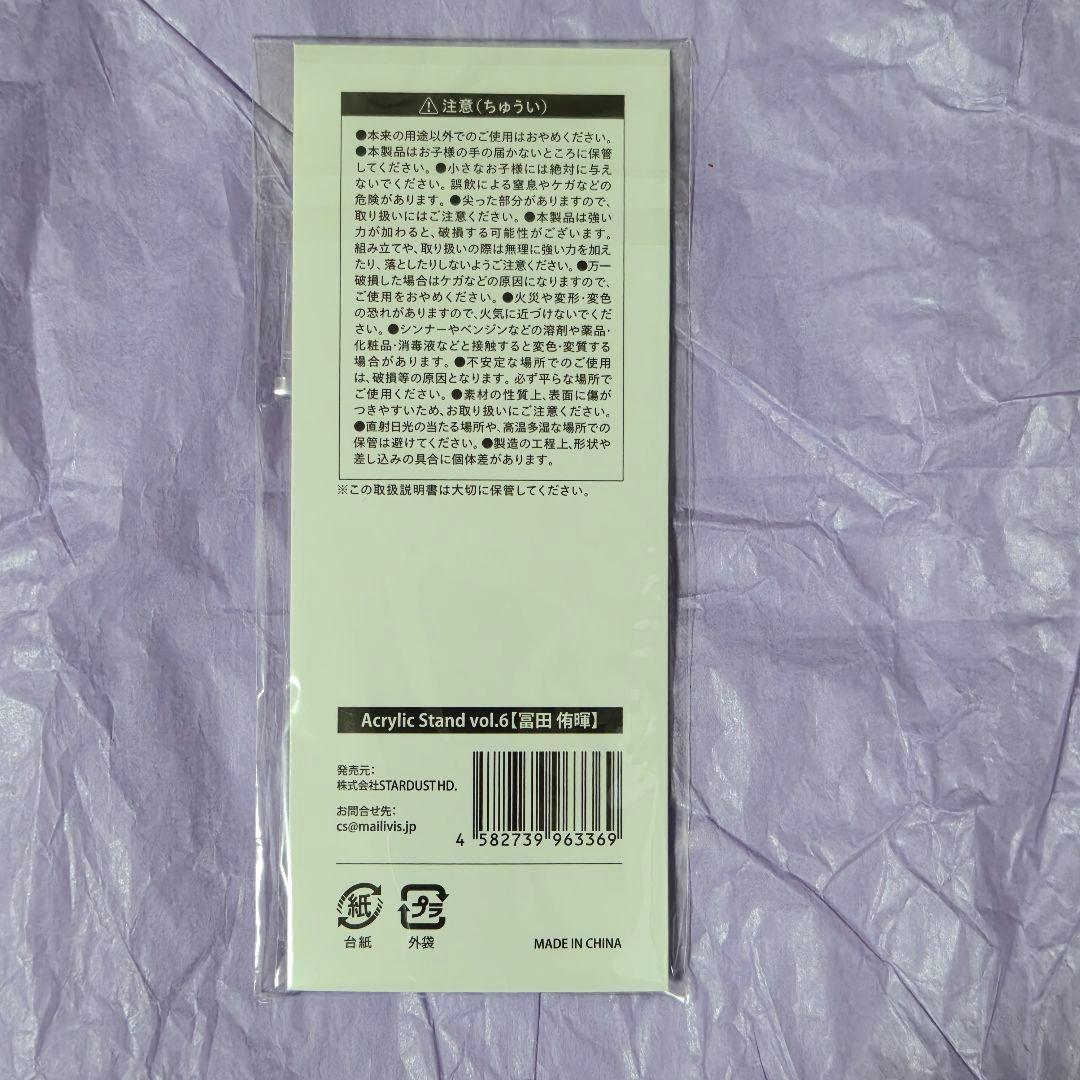 ⚠ 注意(ちゅうい)
●本来の用途以外でのご使用はおやめください。
●本製品はお子様の手の届かないところに保管
してください。●小さなお子様には絶対に与え
ないでください。誤飲による窒息やケガなどの
危険があります。●尖った部分がありますので、
取り扱いにはご注意ください。●本製品は強い
力が加わると、破損する可能性がございます。
組み立てや、取り扱いの際は無理に強い力を加え
たり、落としたりしないようご注意ください。●万一
破損した場合はケガなどの原因になりますので、
ご使用をおやめください。●火災や変形・変色
の恐れがありますので、火気に近づけないでくだ
さい。●シンナーやベンジンなどの溶剤や薬品・
化粧品・消毒液などと接触すると変色・変質する
場合があります。●不安定な場所でのご使用
は、破損等の原因となります。必ず平らな場所で
ご使用ください。●素材の性質上、表面に傷が
つきやすいため、お取り扱いにご注意ください。
●直射日光の当たる場所や、高温多湿な場所での
保管は避けてください。●製造の工程上、形状や
差し込みの具合に個体差があります。
※この取扱説明書は大切に保管してください。
Acrylic Stand vol.6【冨田 侑暉】
発売元:
株式会社STARDUST HD.
お問合せ先:
cs@mailivis.jp
4 582739 963369
紙
台紙
プラ
外袋
MADE IN CHINA